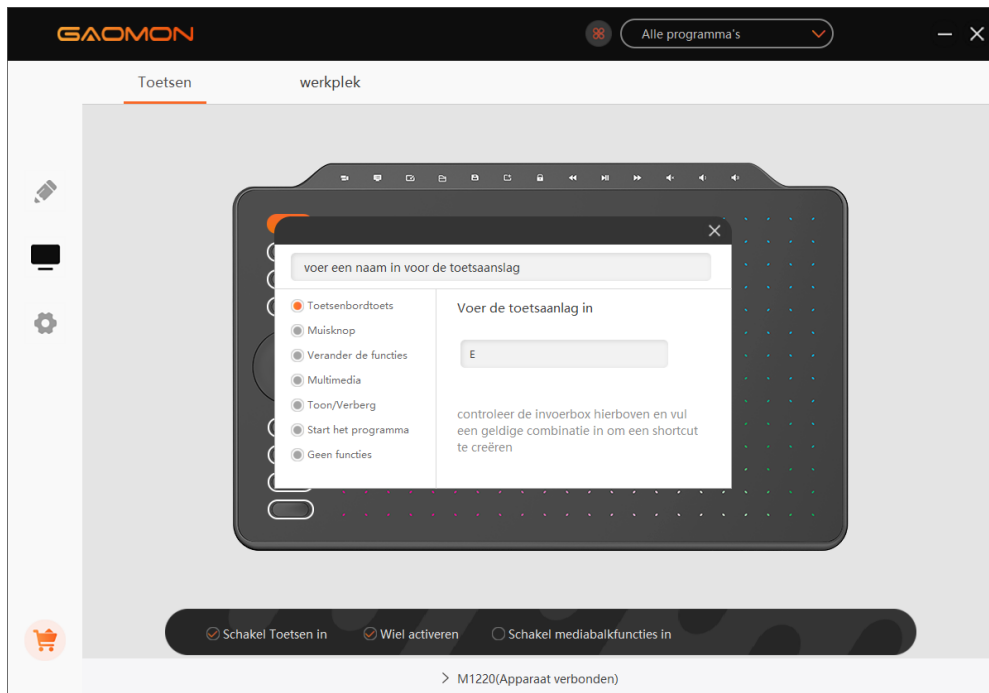 GAOMON
Alle programma's
Toetsen
werkplek
voer een naam in voor de toetsaanslag
Toetsenbordtoets
Muisknop
Verander de functies
Multimedia
Toon/Verberg
Start het programma
Geen functies
Voer de toetsaanlag in
E
controleer de invoerbox hierboven en vul
een geldige combinatie in om een shortcut
te creëren
Schakel Toetsen in
Wiel activeren
Schakel mediabalkfuncties in
M1220(Apparaat verbonden)